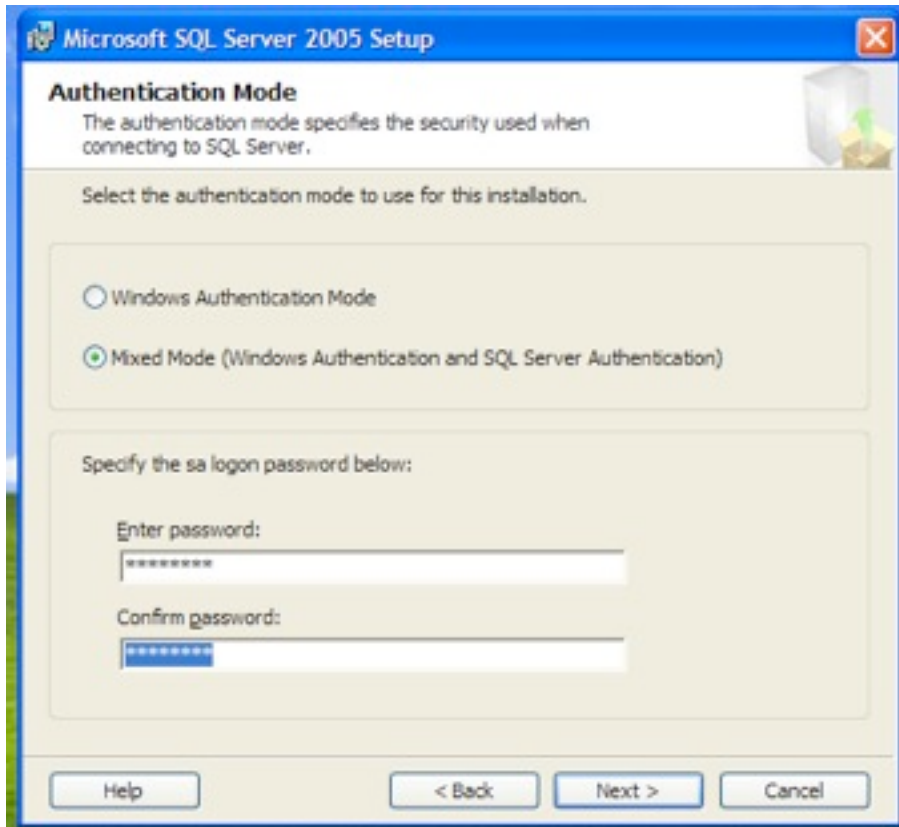 Microsoft SQL Server 2005 Setup
Authentication Mode
The authentication mode specifies the security used when
connecting to SQL Server.
Select the authentication mode to use for this installation.
Windows Authentication Mode
Mixed Mode (Windows Authentication and SQL Server Authentication)
Specify the sa logon password below:
Enter password:
********
Confirm password:
********
Help
< Back
Next >
Cancel